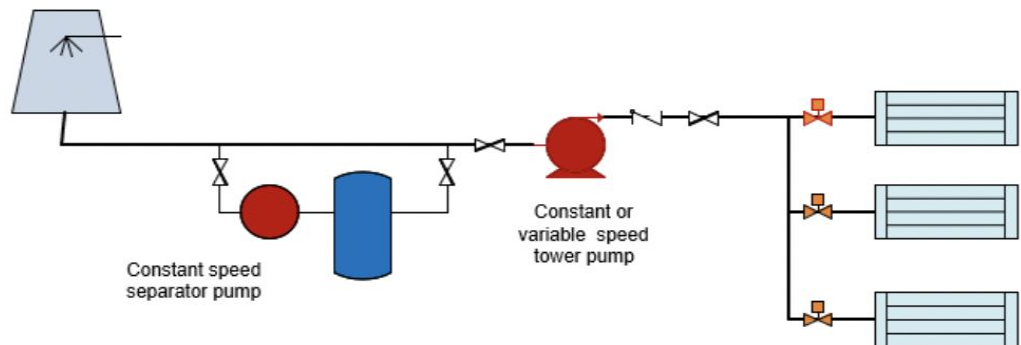 Constant or
variable speed
tower pump
Constant speed
separator pump